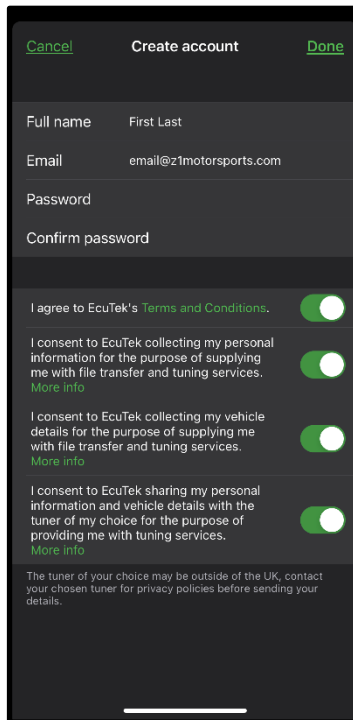 Cancel Create account Done
Full name First Last
Email email@z1motorsports.com
Password
Confirm password
I agree to EcuTek's Terms and Conditions.
I consent to EcuTek collecting my personal
information for the purpose of supplying
me with file transfer and tuning services.
More info
I consent to EcuTek collecting my vehicle
details for the purpose of supplying me
with file transfer and tuning services.
More info
I consent to EcuTek sharing my personal
information and vehicle details with the
tuner of my choice for the purpose of
providing me with tuning services.
More info
The tuner of your choice may be outside of the UK, contact
your chosen tuner for privacy policies before sending your
details.